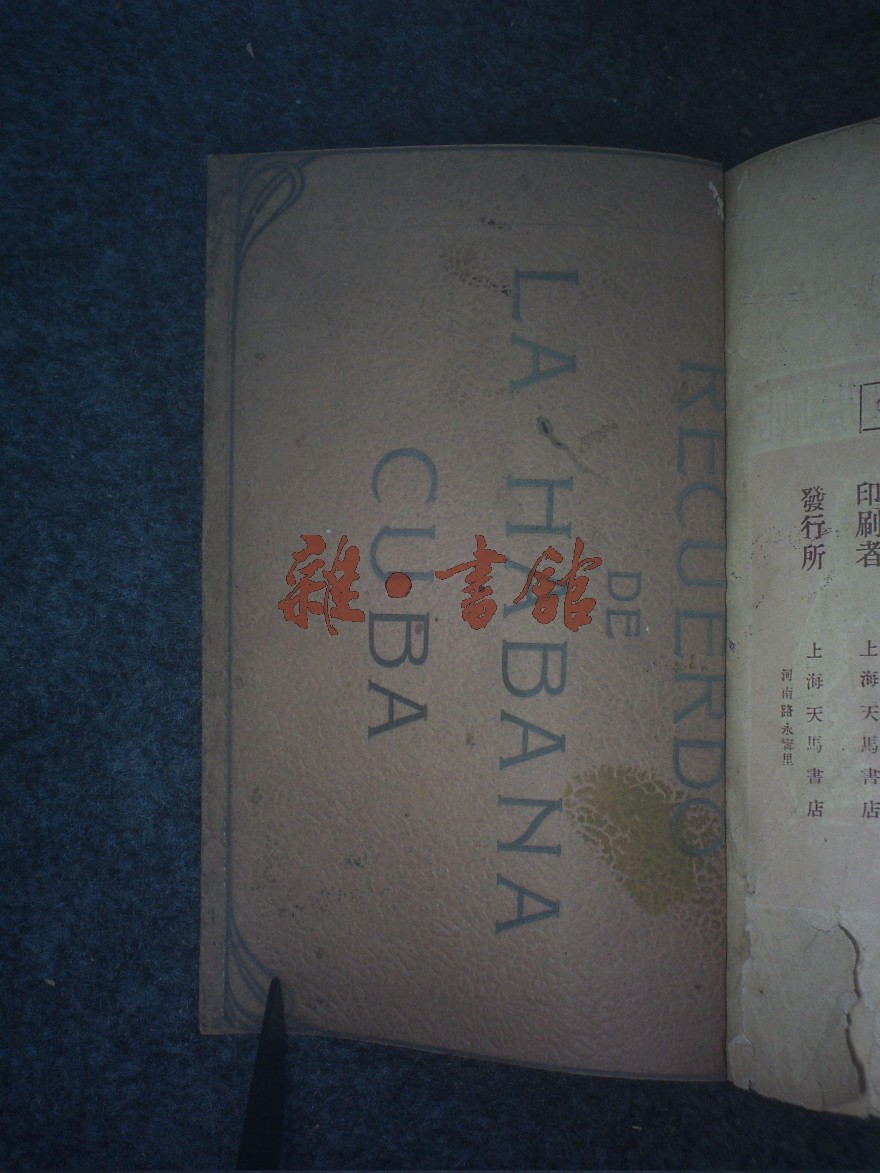 RECUERDO
DE
LA HABANA
CUBA
雜·書館
印刷者 上海天馬書店
發行所 上海天馬書店
河南路永寗里